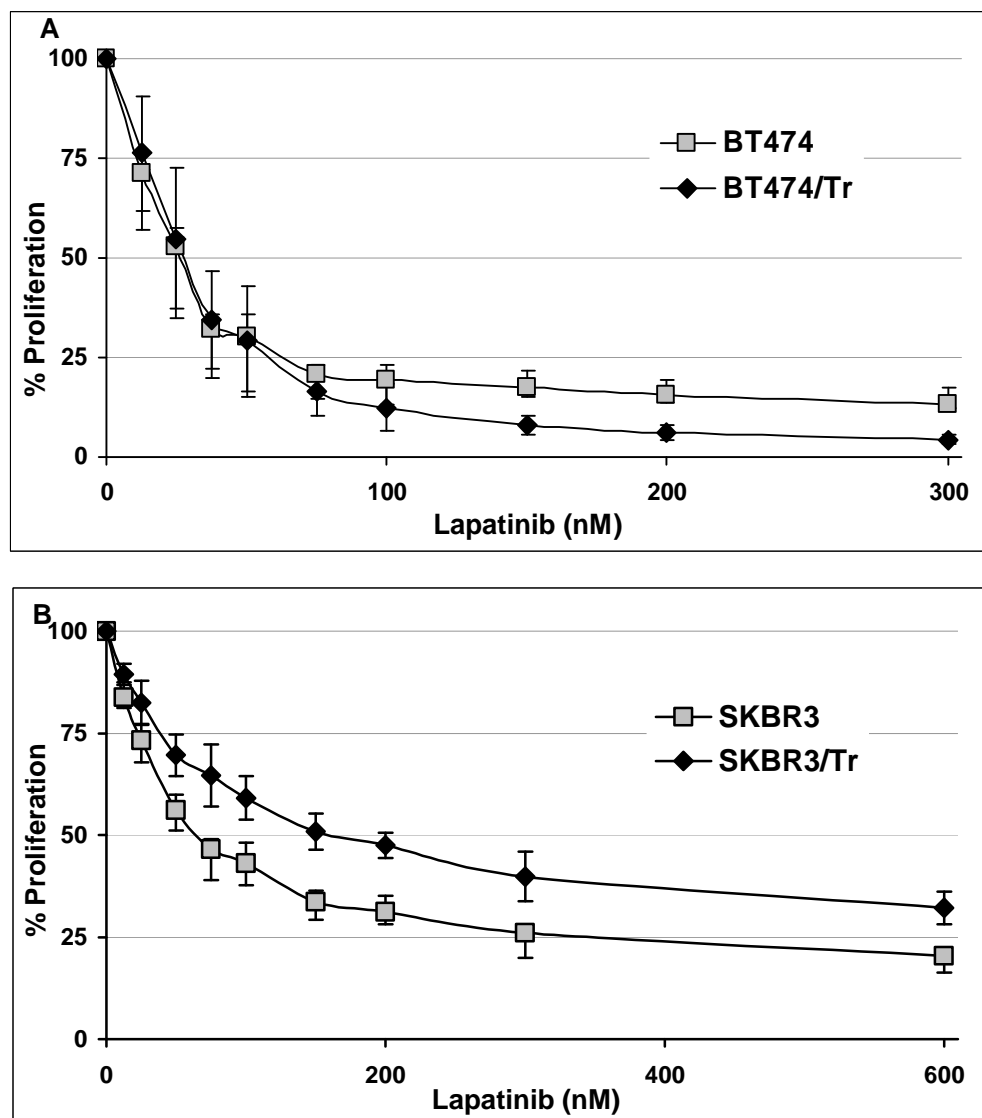 A
100
75
50
25
0
% Proliferation
BT474
BT474/Tr
0 100 200 300
Lapatinib (nM)
B
100
75
50
25
0
% Proliferation
SKBR3
SKBR3/Tr
0 200 400 600
Lapatinib (nM)